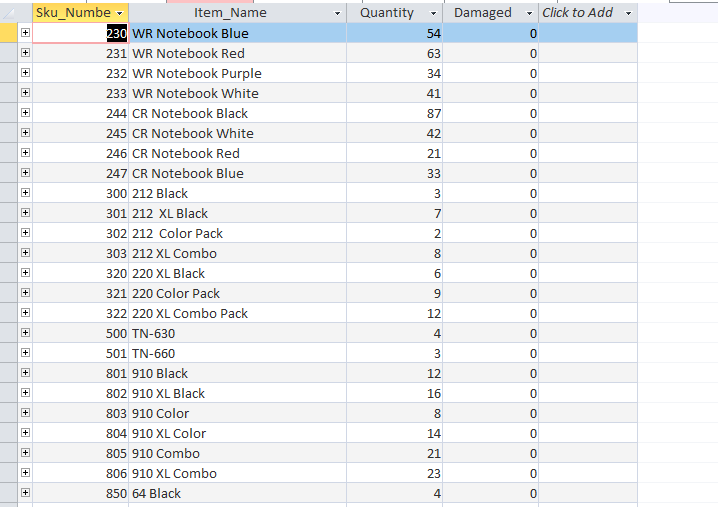 Sku_Numbe Item_Name Quantity Damaged Click to Add
230 WR Notebook Blue 54 0
231 WR Notebook Red 63 0
232 WR Notebook Purple 34 0
233 WR Notebook White 41 0
244 CR Notebook Black 87 0
245 CR Notebook White 42 0
246 CR Notebook Red 21 0
247 CR Notebook Blue 33 0
300 212 Black 3 0
301 212  XL Black 7 0
302 212  Color Pack 2 0
303 212 XL Combo 8 0
320 220 XL Black 6 0
321 220 Color Pack 9 0
322 220 XL Combo Pack 12 0
500 TN-630 4 0
501 TN-660 3 0
801 910 Black 12 0
802 910 XL Black 16 0
803 910 Color 8 0
804 910 XL Color 14 0
805 910 Combo 21 0
806 910 XL Combo 23 0
850 64 Black 4 0